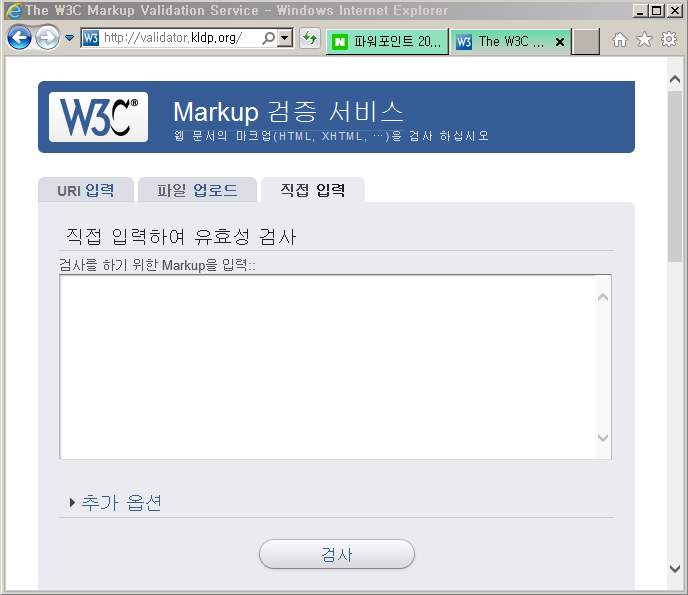 The W3C Markup Validation Service - Windows Internet Explorer
W3 http://validator.kldp.org/
N 파워포인트 20...
W3 The W3C ...
W3C®
Markup 검증 서비스
웹 문서의 마크업(HTML, XHTML, …)을 검사 하십시오
URI 입력
파일 업로드
직접 입력
직접 입력하여 유효성 검사
검사를 하기 위한 Markup을 입력::
추가 옵션
검사